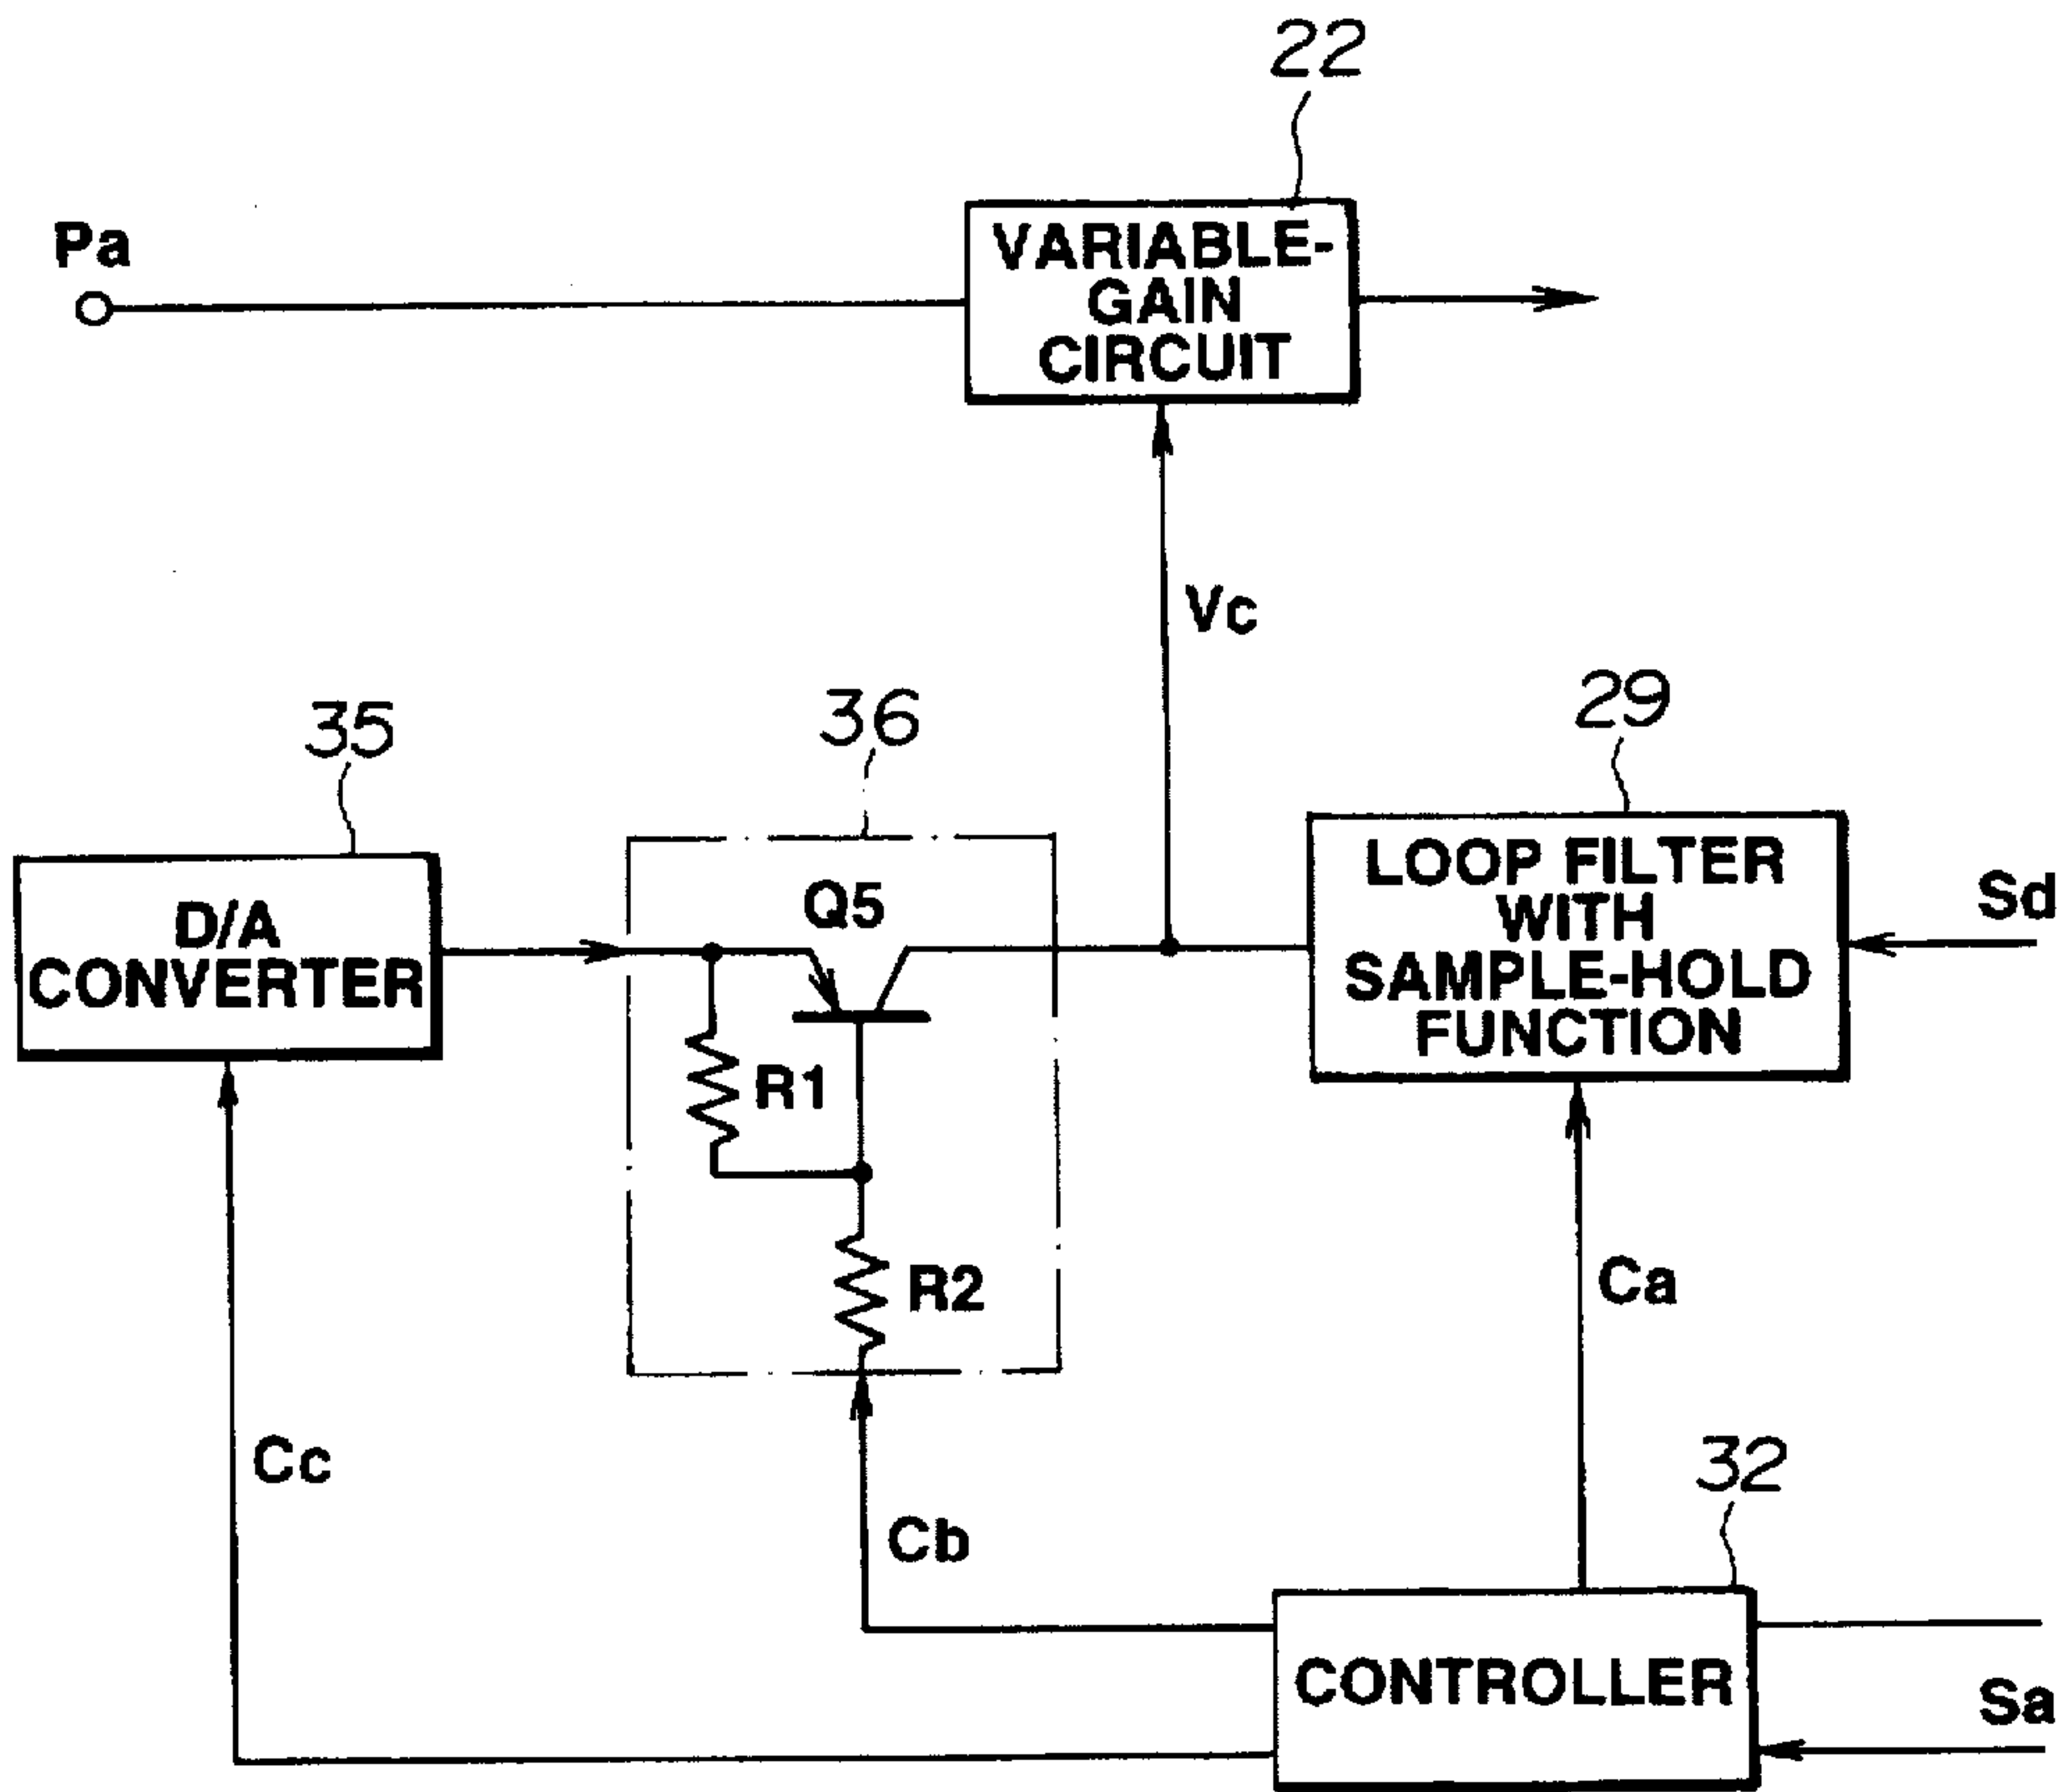 22
Pa
VARIABLE-
GAIN
CIRCUIT
Vc
35
36
29
D/A
CONVERTER
Q5
LOOP FILTER
WITH
SAMPLE-HOLD
FUNCTION
Sd
R1
R2
Ca
Cc
Cb
32
CONTROLLER
Sa